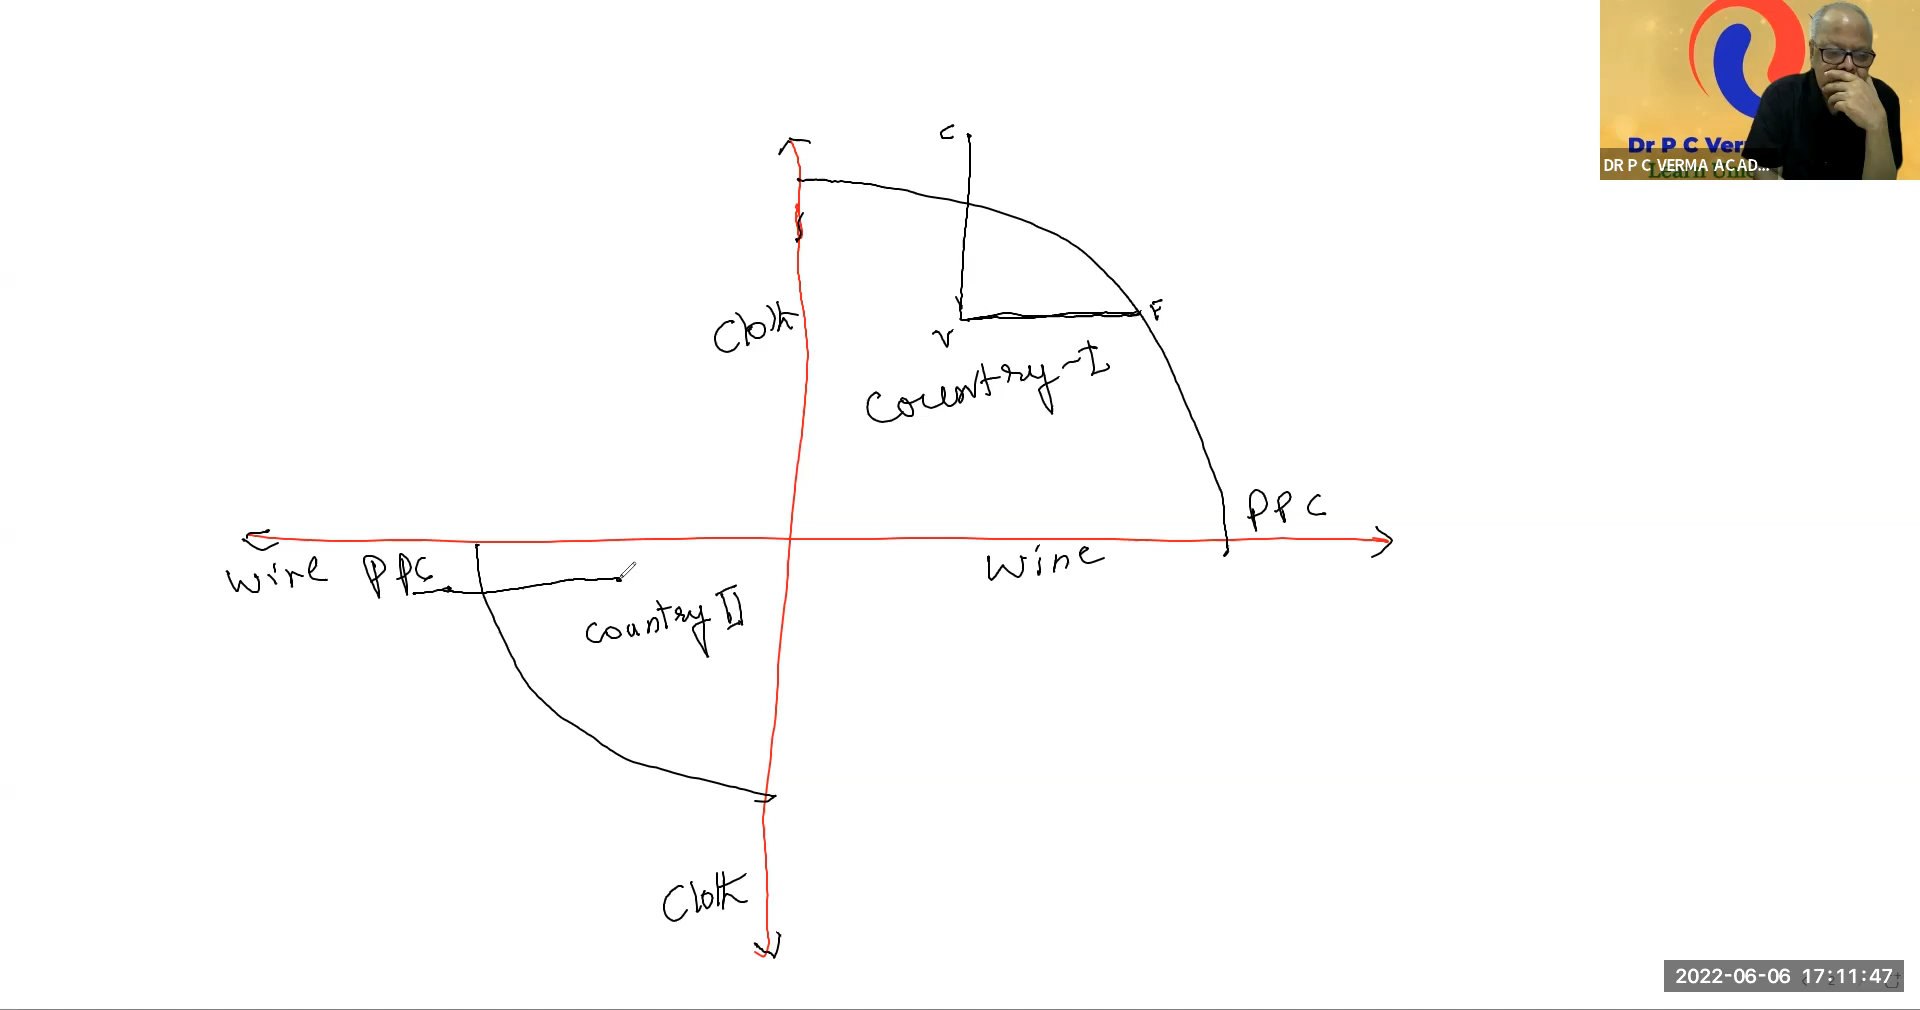 Dr P C Ver
DR P C VERMA ACAD...
C
F
Cloth
V
Country-I
PPC
Wine
PPC
Wine
Country II
Cloth
2022-06-06 17:11:47